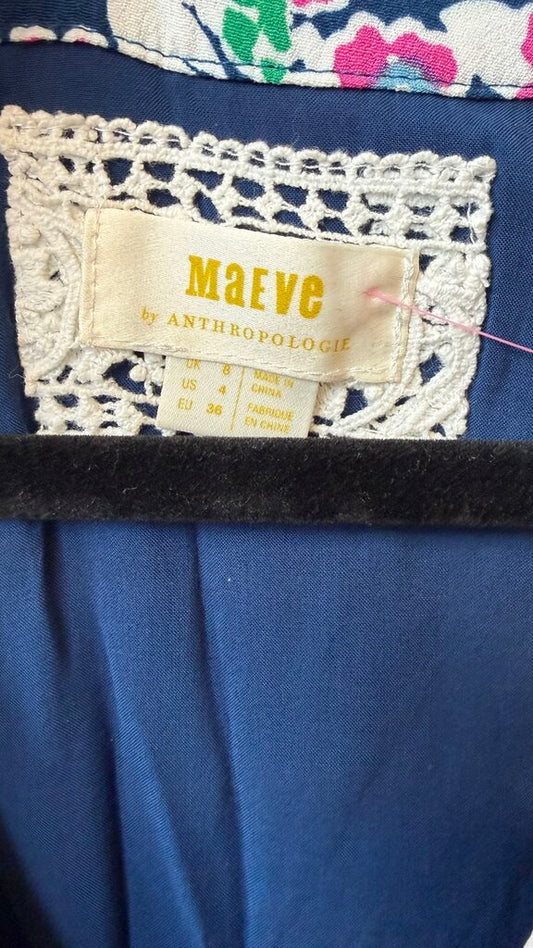 MaEVe
by ANTHROPOLOGIE
UK 8
US 4
EU 36
MADE IN
CHINA
FABRIQUE
EN CHINE